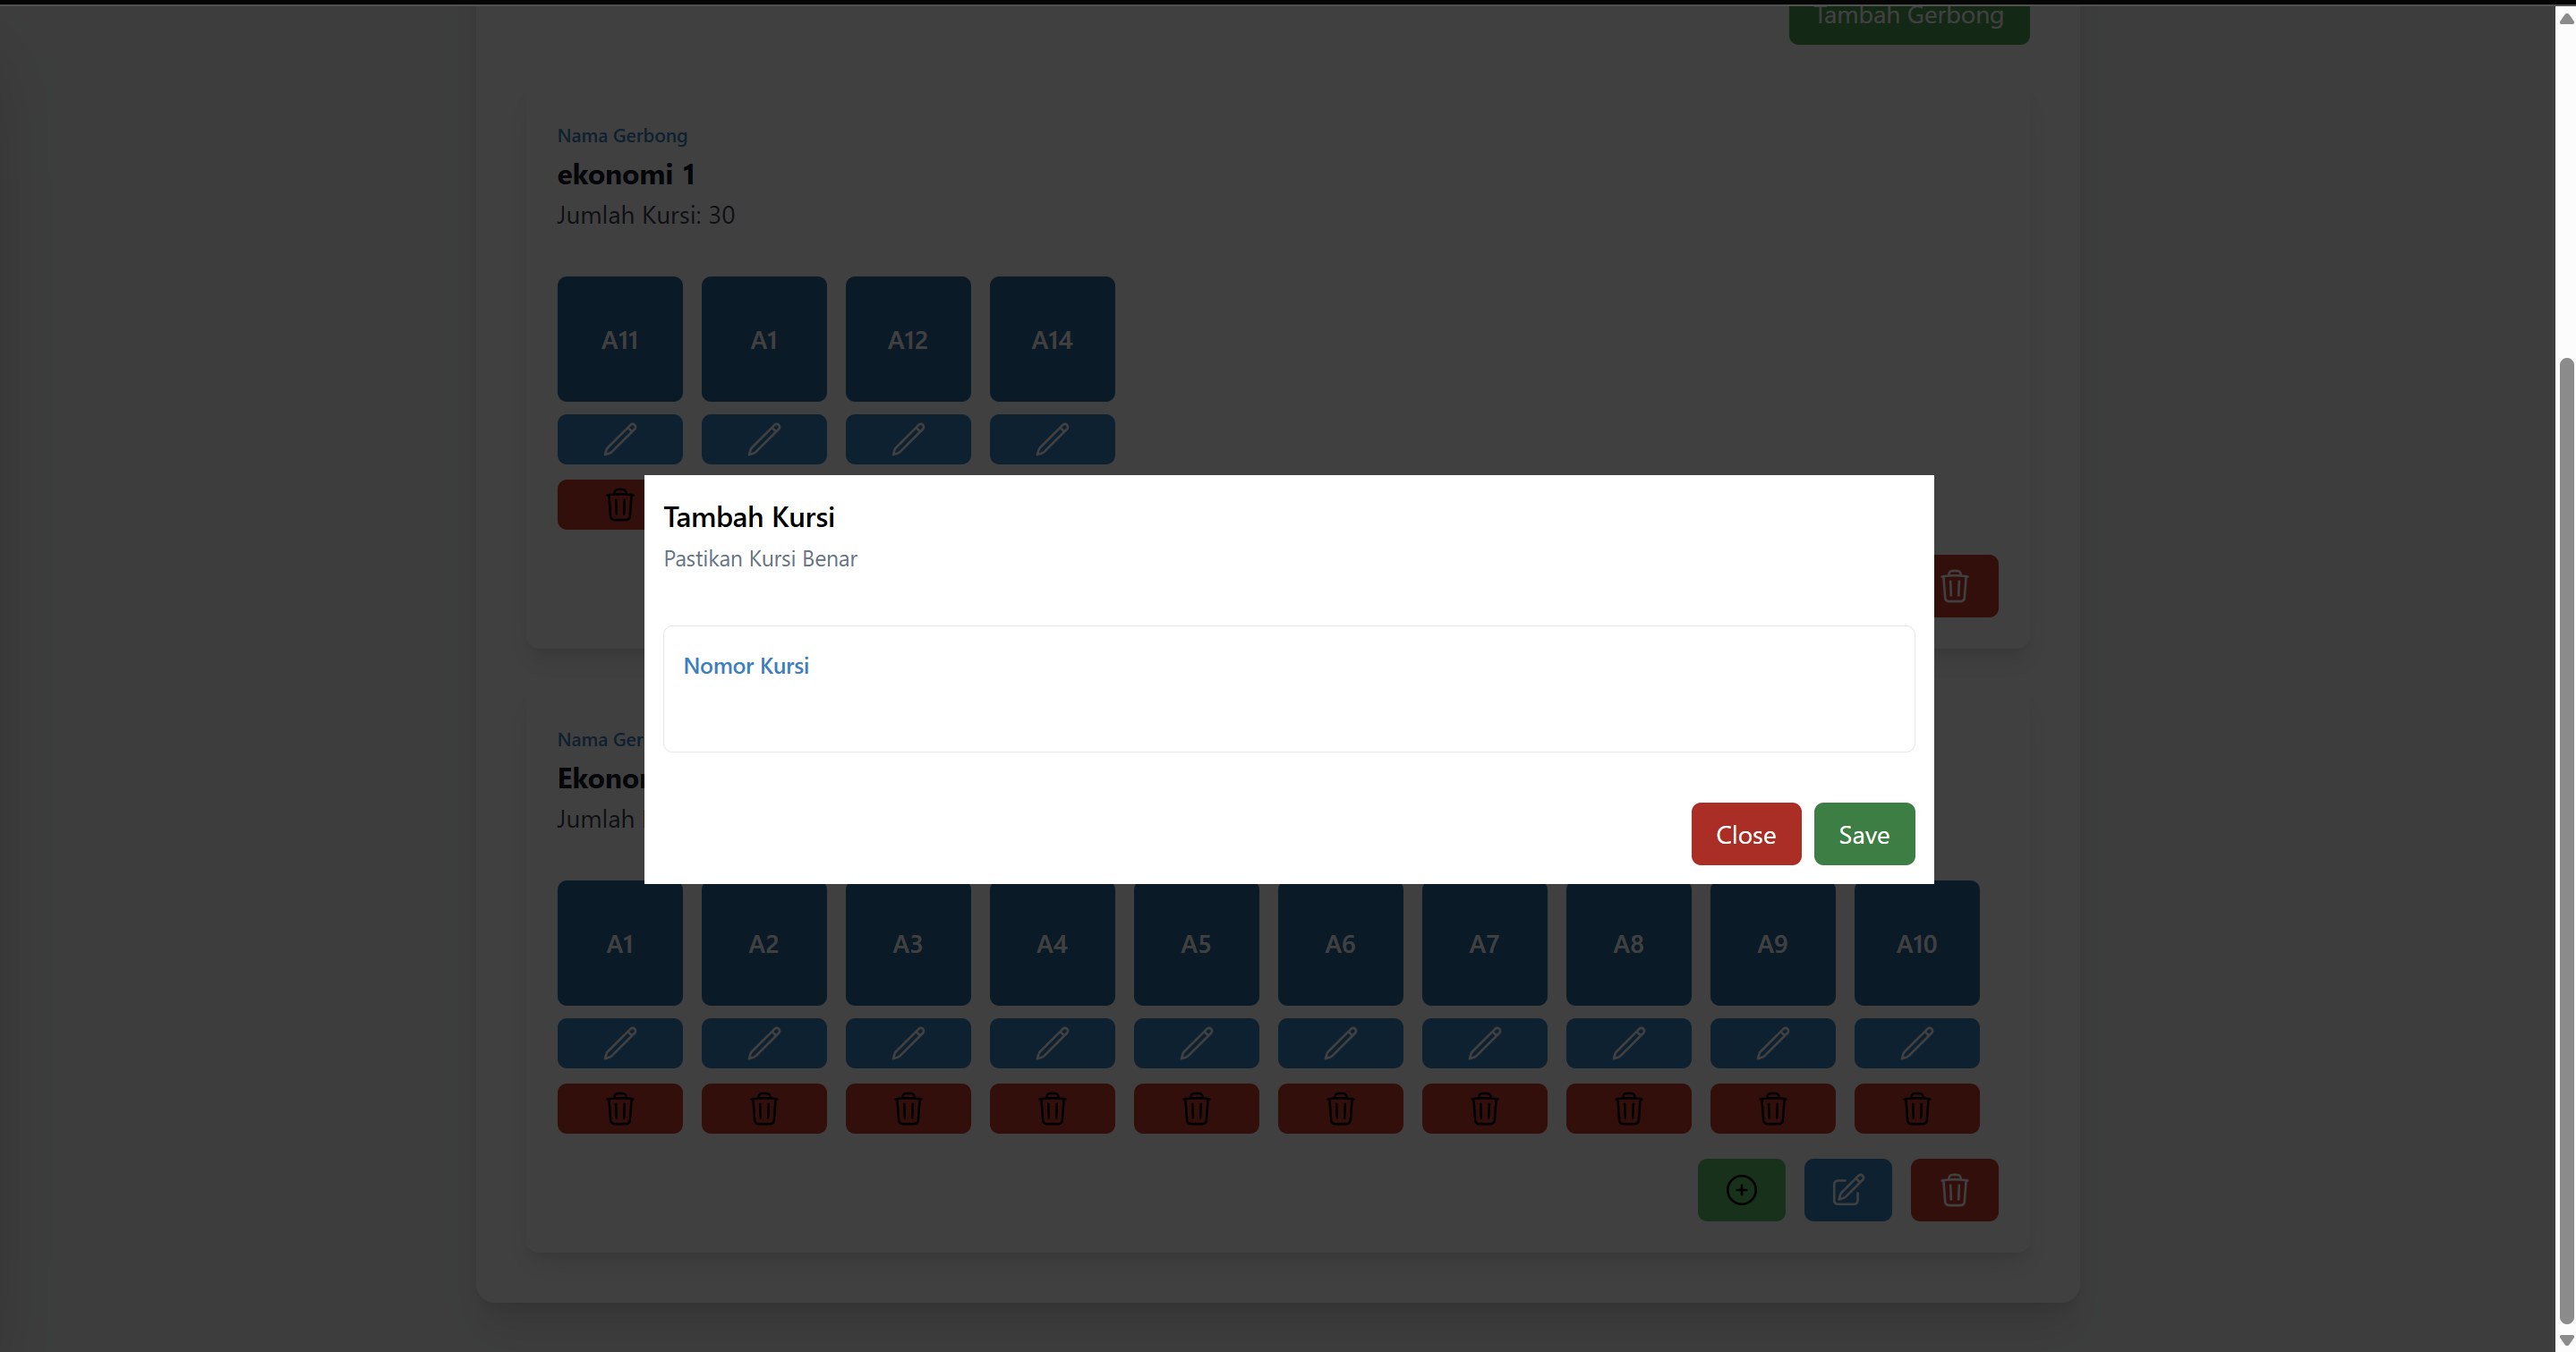 Tambah Gerbong
Nama Gerbong
ekonomi 1
Jumlah Kursi: 30
A11 A1 A12 A14
Tambah Kursi
Pastikan Kursi Benar
Nomor Kursi
Close Save
Nama Ger
Ekono
Jumlah
A1 A2 A3 A4 A5 A6 A7 A8 A9 A10